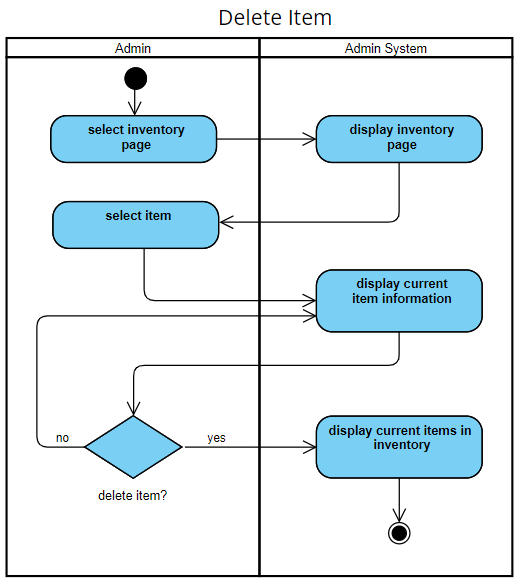 Delete Item
Admin
Admin System
select inventory
page
display inventory
page
select item
display current
item information
no
yes
display current items in
inventory
delete item?